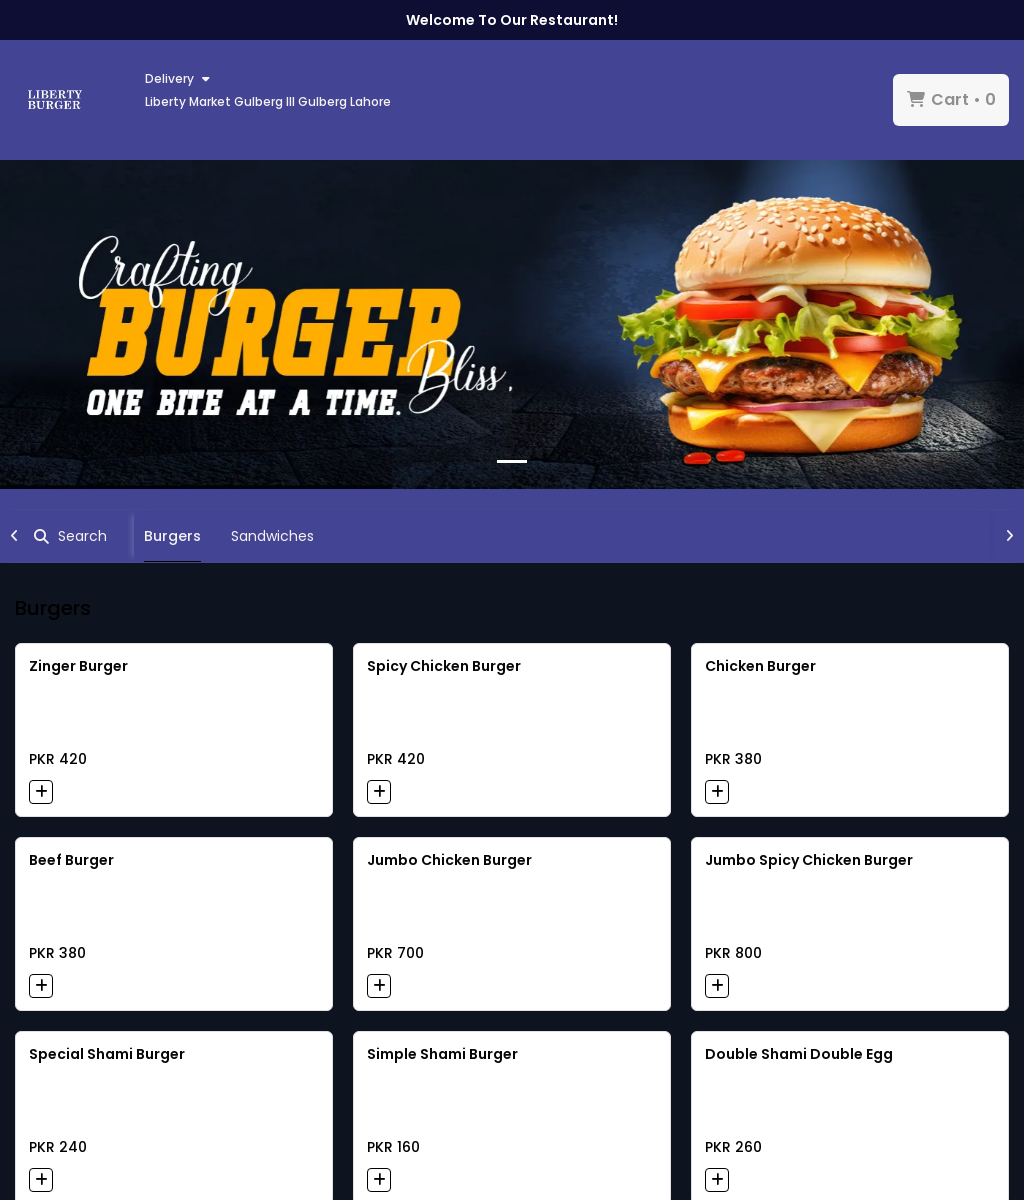 Welcome To Our Restaurant!
LIBERTY
BURGER
Delivery
Liberty Market Gulberg III Gulberg Lahore
Cart • 0
Crafting
BURGER
Bliss.
ONE BITE AT A TIME.
Search
Burgers
Sandwiches
Burgers
Zinger Burger
Spicy Chicken Burger
Chicken Burger
PKR 420
PKR 420
PKR 380
Beef Burger
Jumbo Chicken Burger
Jumbo Spicy Chicken Burger
PKR 380
PKR 700
PKR 800
Special Shami Burger
Simple Shami Burger
Double Shami Double Egg
PKR 240
PKR 160
PKR 260